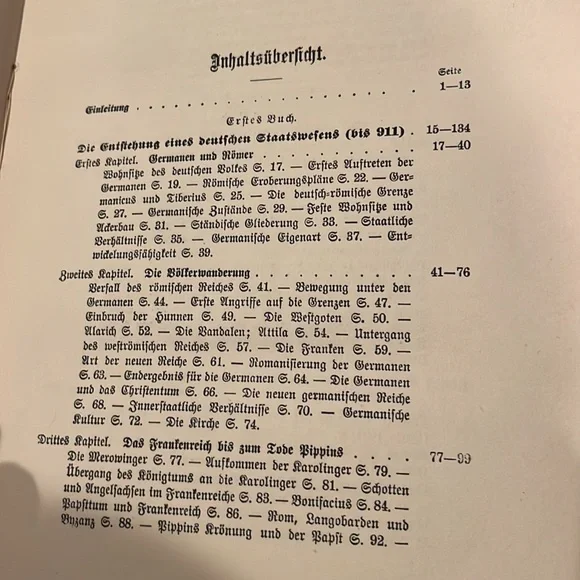 Inhaltsübersicht.
Seite
Einleitung . . . . . . . . . . . . . . . . . . 1—13
Erstes Buch.
Die Entstehung eines deutschen Staatswesens (bis 911) . 15—134
Erstes Kapitel. Germanen und Römer . . . . . . . . . . 17—40
Wohnsitze des deutschen Volkes S. 17. — Erstes Auftreten der
Germanen S. 19. — Römische Eroberungspläne S. 22. — Ger-
manicus und Tiberius S. 25. — Die deutsch-römische Grenze
S. 27. — Germanische Zustände S. 29. — Feste Wohnsitze und
Ackerbau S. 31. — Ständische Gliederung S. 33. — Staatliche
Verhältnisse S. 35. — Germanische Eigenart S. 37. — Ent-
wickelungsfähigkeit S. 39.
Zweites Kapitel. Die Völkerwanderung . . . . . . . . . . 41—76
Verfall des römischen Reiches S. 41. — Bewegung unter den
Germanen S. 44. — Erste Angriffe auf die Grenzen S. 47. —
Einbruch der Hunnen S. 49. — Die Westgoten S. 50. —
Alarich S. 52. — Die Vandalen; Attila S. 54. — Untergang
des weströmischen Reiches S. 57. — Die Franken S. 59. —
Art der neuen Reiche S. 61. — Romanisierung der Germanen
S. 63. — Endergebnis für die Germanen S. 64. — Die Germanen
und das Christentum S. 66. — Die neuen germanischen Reiche
S. 68. — Innerstaatliche Verhältnisse S. 70. — Germanische
Kultur S. 72. — Die Kirche S. 74.
Drittes Kapitel. Das Frankenreich bis zum Tode Pippins . . . . 77—99
Die Merowinger S. 77. — Aufkommen der Karolinger S. 79. —
Übergang des Königtums an die Karolinger S. 81. — Schotten
und Angelsachsen im Frankenreiche S. 83. — Bonifacius S. 84. —
Papsttum und Frankenreich S. 86. — Rom, Langobarden und
Byzanz S. 88. — Pippins Krönung und der Papst S. 92. —